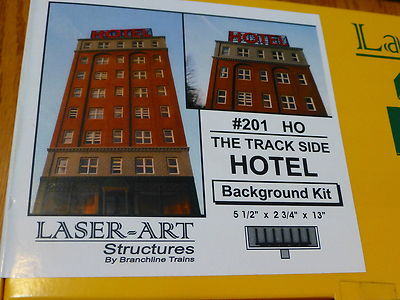 HOTEL
HOTEL
#201 HO
THE TRACK SIDE
HOTEL
Background Kit
5 1/2" x 2 3/4" x 13"
LASER-ART
Structures
By Branchline Trains
La